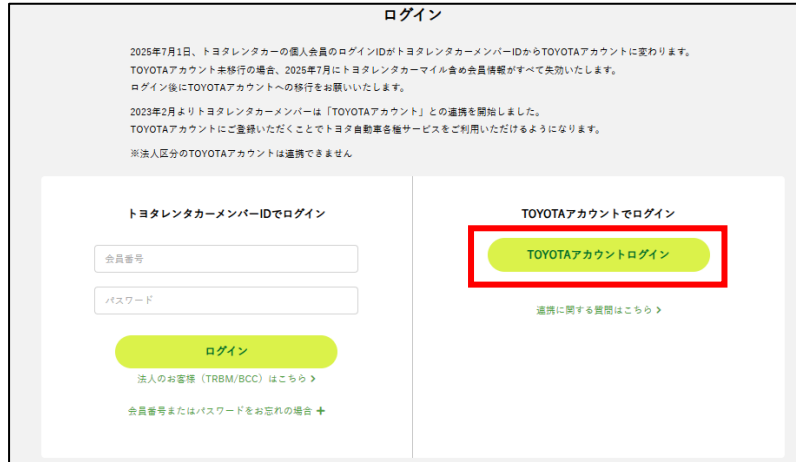 ログイン
2025年7月1日、トヨタレンタカーの個人会員のログインIDがトヨタレンタカーメンバーIDからTOYOTAアカウントに変わります。
TOYOTAアカウント未移行の場合、2025年7月にトヨタレンタカーマイル含め会員情報がすべて失効いたします。
ログイン後にTOYOTAアカウントへの移行をお願いいたします。
2023年2月よりトヨタレンタカーメンバーは「TOYOTAアカウント」との連携を開始しました。
TOYOTAアカウントにご登録いただくことでトヨタ自動車各種サービスをご利用いただけるようになります。
※法人区分のTOYOTAアカウントは連携できません
トヨタレンタカーメンバーIDでログイン
会員番号
パスワード
ログイン
法人のお客様（TRBM/BCC）はこちら >
会員番号またはパスワードをお忘れの場合 +
TOYOTAアカウントでログイン
TOYOTAアカウントログイン
連携に関する質問はこちら >